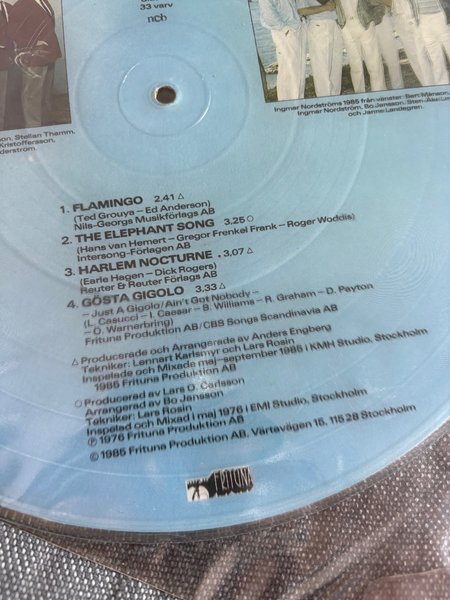 33 varv
ncb
son, Stellan Thamm,
Kristoffersson,
derström.
Ingmar Nordströms 1985 från vänster: Bert Månson,
Ingmar Nordström, Bo Jansson, Sten-Åke
och Janne Landegren.
1. FLAMINGO 2.41 △
(Ted Grouya – Ed Anderson)
Nils-Georgs Musikförlags AB
2. THE ELEPHANT SONG 3.25 ○
(Hans van Hemert – Gregor Frenkel Frank – Roger Woddis)
Intersong-Förlagen AB
3. HARLEM NOCTURNE 3.07 △
(Earle Hagen – Dick Rogers)
Reuter & Reuter Förlags AB
4. GÖSTA GIGOLO 3.33 △
– Just A Gigolo/Ain't Got Nobody –
(L. Casucci – I. Caesar – S. Williams – R. Graham – D. Payton
– O. Warnerbring)
Frituna Produktion AB/CBS Songs Scandinavia AB
△ Producerade och Arrangerade av Anders Engberg
Tekniker: Lennart Karlsmyr och Lars Rosin
Inspelade och Mixade maj–september 1985 i KMH Studio, Stockholm
1985 Frituna Produktion AB
○ Producerad av Lars O. Carlsson
Arrangerad av Bo Jansson
Tekniker: Lars Rosin
Inspelad och Mixed i maj 1976 i EMI Studio, Stockholm
℗ 1976 Frituna Produktion AB
© 1985 Frituna Produktion AB, Värtavägen 15, 115 28 Stockholm
FRITUNA